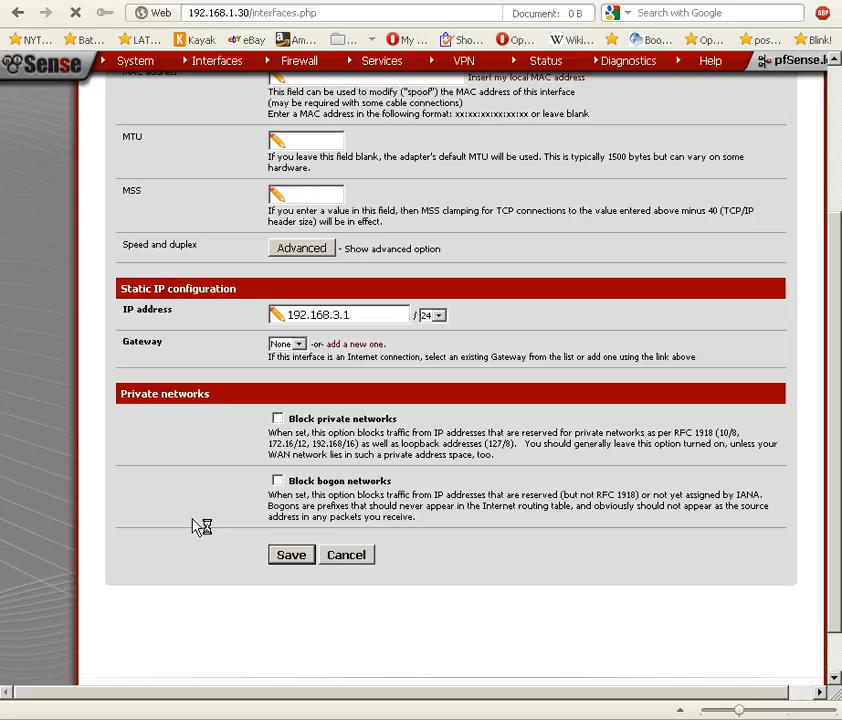 Web
192.168.1.30/interfaces.php
Document: 0 B
Search with Google
ABP
NYT...
Bat...
LAT...
Kayak
eBay
Am...
...
My ...
Sho...
Op...
Wiki...
Boo...
Op...
pos...
Blink!
Sense
System
Interfaces
Firewall
Services
VPN
Status
Diagnostics
Help
pfSense.l
MAC address
Insert my local MAC address
This field can be used to modify ("spoof") the MAC address of this
interface
(may be required with some cable connections)
Enter a MAC address in the following format: xx:xx:xx:xx:xx:xx or leave blank
MTU
If you leave this field blank, the adapter's default MTU will be used. This is typically 1500 bytes but can vary on some
hardware.
MSS
If you enter a value in this field, then MSS clamping for TCP connections to the value entered above minus 40 (TCP/IP
header size) will be in effect.
Speed and duplex
Advanced - Show advanced option
Static IP configuration
IP address
192.168.3.1 / 24
Gateway
None -or- add a new one.
If this interface is an Internet connection, select an existing Gateway from the list or add one using the link above
Private networks
Block private networks
When set, this option blocks traffic from IP addresses that are reserved for private networks as per RFC 1918 (10/8,
172.16/12, 192.168/16) as well as loopback addresses (127/8). You should generally leave this option turned on, unless your
WAN network lies in such a private address space, too.
Block bogon networks
When set, this option blocks traffic from IP addresses that are reserved (but not RFC 1918) or not yet assigned by IANA.
Bogons are prefixes that should never appear in the Internet routing table, and obviously should not appear as the source
address in any packets you receive.
Save
Cancel